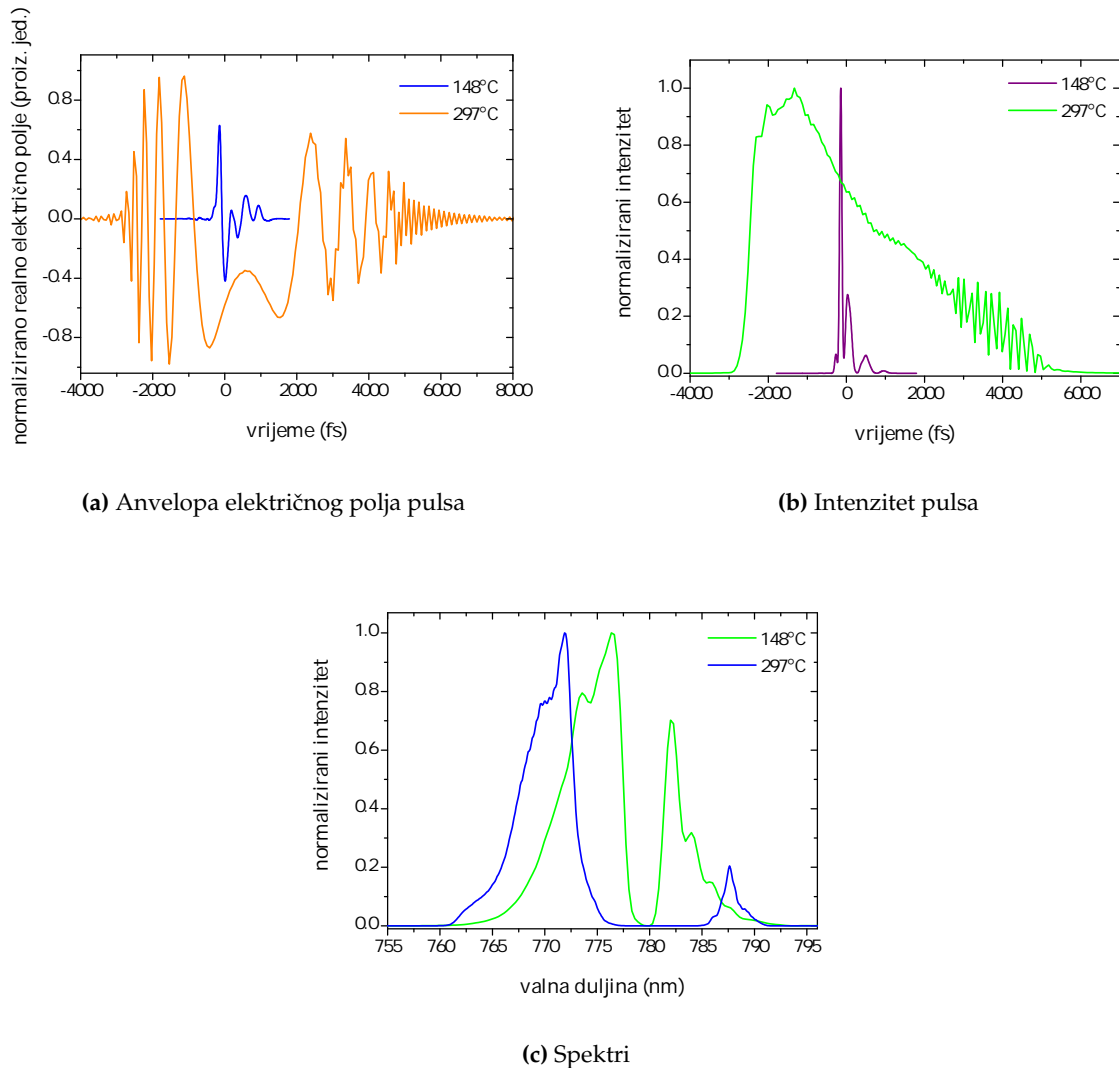 normalizirano realno električno polje (proiz. jed.)
0.8
0.4
0.0
-0.4
-0.8
-4000 -2000 0 2000 4000 6000 8000
vrijeme (fs)
148°C
297°C
(a) Anvelopa električnog polja pulsa
normalizirani intenzitet
1.0
0.8
0.6
0.4
0.2
0.0
-4000 -2000 0 2000 4000 6000
vrijeme (fs)
148°C
297°C
(b) Intenzitet pulsa
normalizirani intenzitet
1.0
0.8
0.6
0.4
0.2
0.0
755 760 765 770 775 780 785 790 795
valna duljina (nm)
148°C
297°C
(c) Spektri